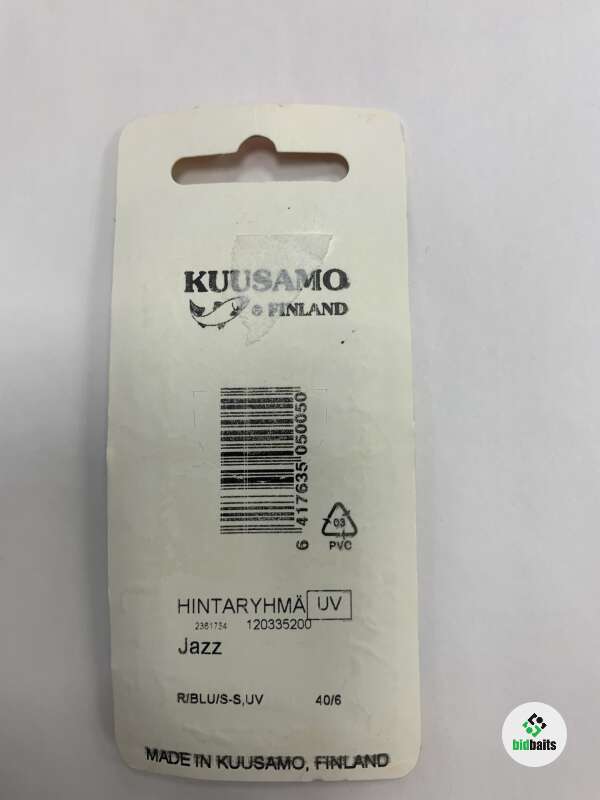 KUUSAMO
® FINLAND
6 417635 050050
03
PVC
HINTARYHMÄ UV
2361734 120335200
Jazz
R/BLU/S-S,UV 40/6
MADE IN KUUSAMO, FINLAND
bidbaits